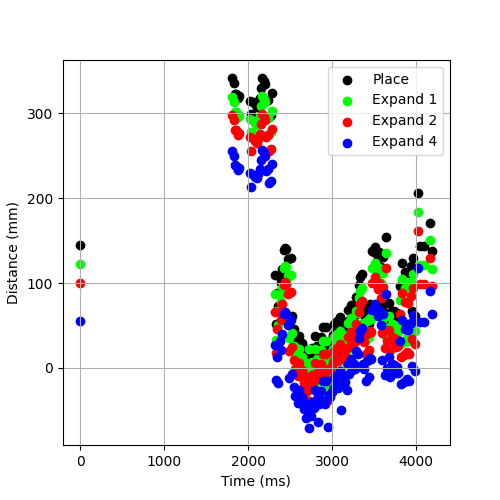 Place
Expand 1
Expand 2
Expand 4
300
200
100
0
Distance (mm)
0
1000
2000
3000
4000
Time (ms)